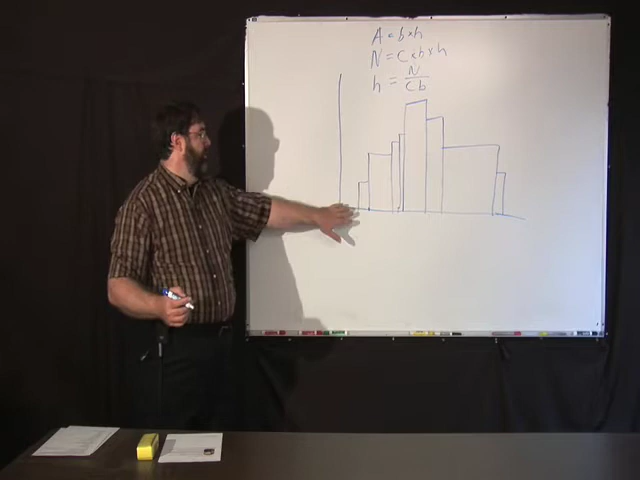 A = b × h
N = C × b × h
h = N / Cb